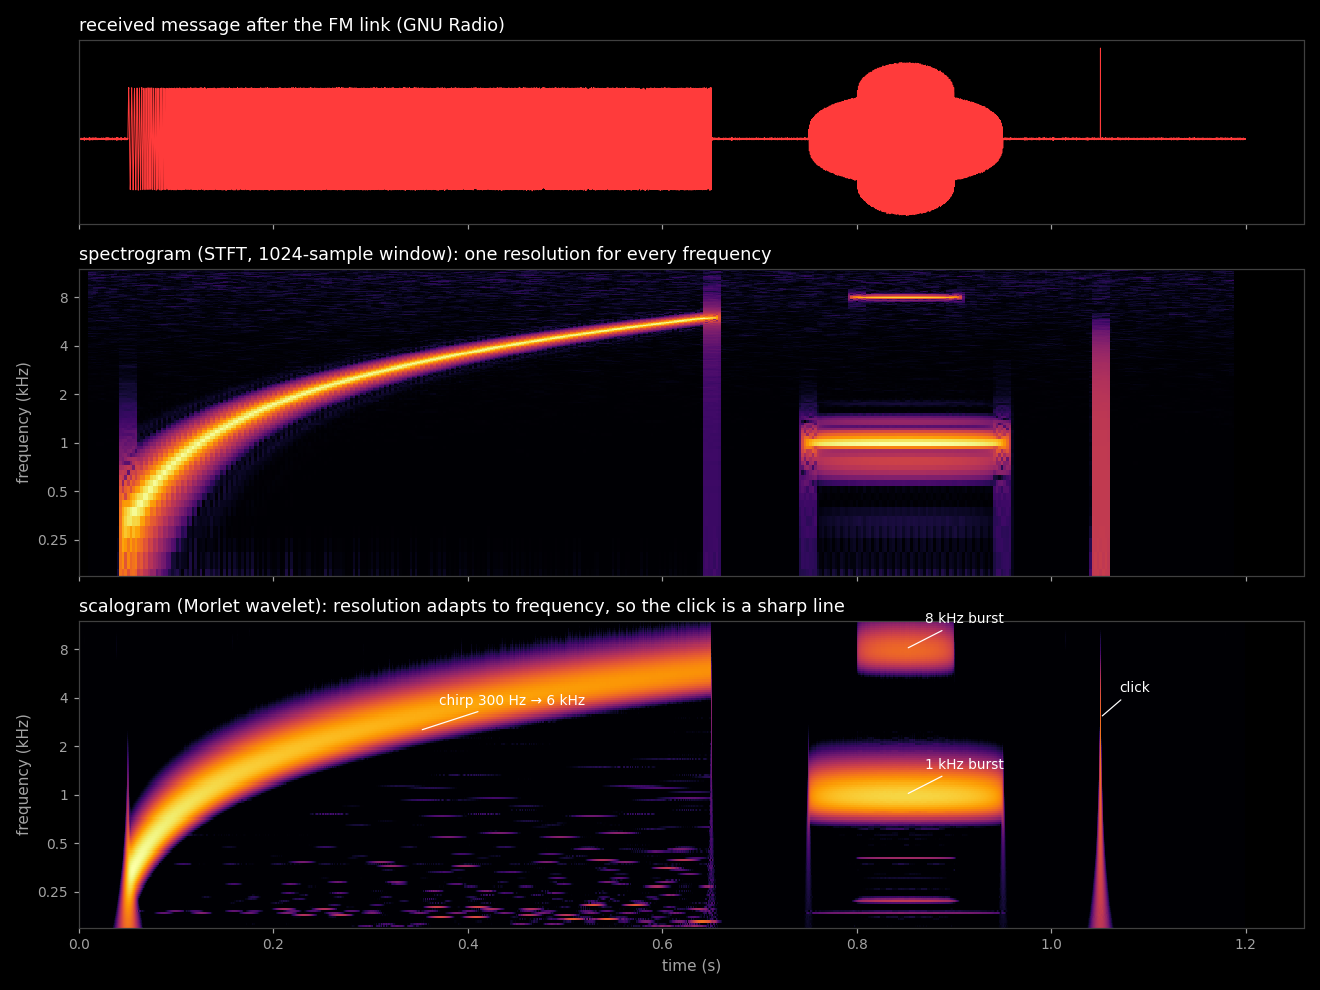 received message after the FM link (GNU Radio)
spectrogram (STFT, 1024-sample window): one resolution for every frequency
8
4
2
1
0.5
0.25
frequency (kHz)
scalogram (Morlet wavelet): resolution adapts to frequency, so the click is a sharp line
8 kHz burst
click
chirp 300 Hz → 6 kHz
1 kHz burst
8
4
2
1
0.5
0.25
frequency (kHz)
0.0 0.2 0.4 0.6 0.8 1.0 1.2
time (s)